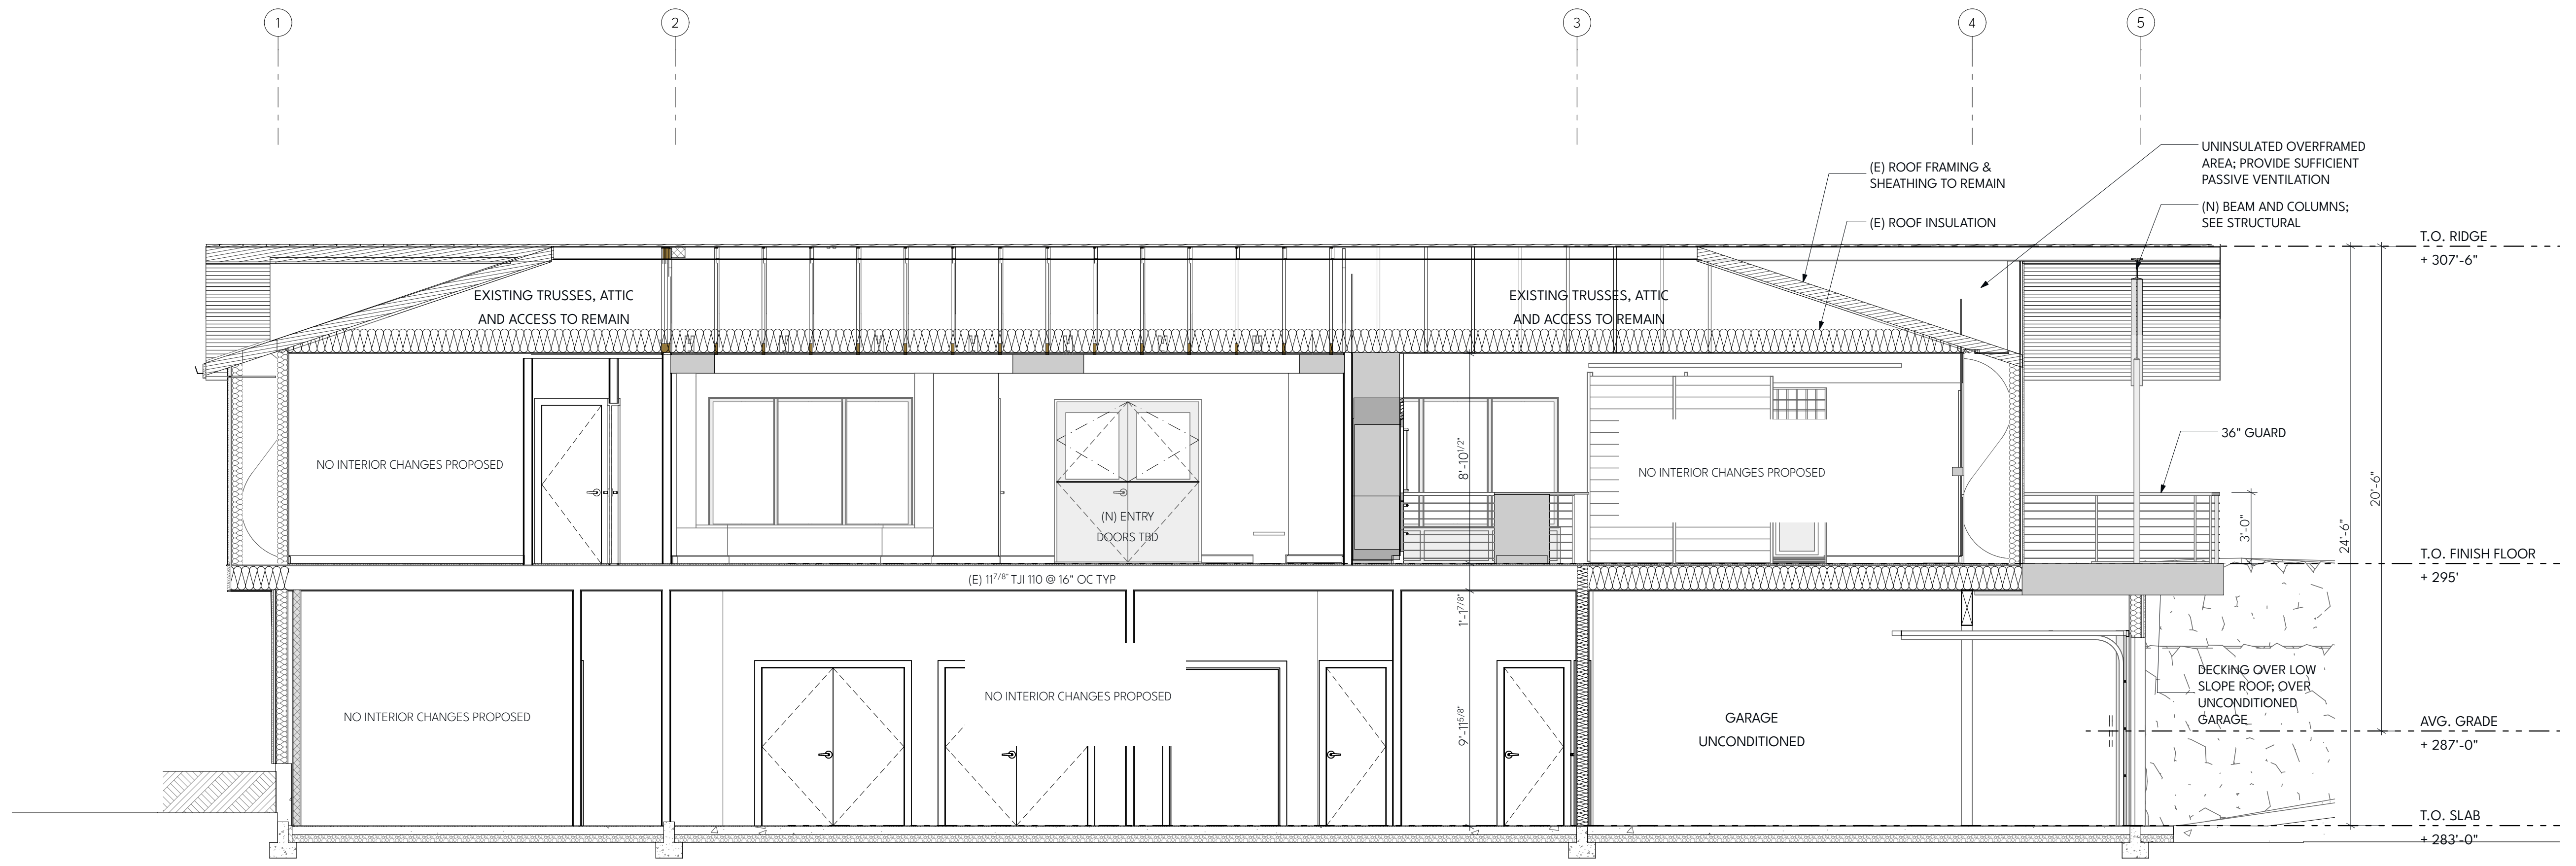 1
2
3
4
5
UNINSULATED OVERFRAMED
AREA; PROVIDE SUFFICIENT
PASSIVE VENTILATION
(E) ROOF FRAMING &
SHEATHING TO REMAIN
(N) BEAM AND COLUMNS;
SEE STRUCTURAL
(E) ROOF INSULATION
T.O. RIDGE
+ 307'-6"
EXISTING TRUSSES, ATTIC
AND ACCESS TO REMAIN
EXISTING TRUSSES, ATTIC
AND ACCESS TO REMAIN
36" GUARD
NO INTERIOR CHANGES PROPOSED
8'-10 1/2"
NO INTERIOR CHANGES PROPOSED
20'-6"
(N) ENTRY
DOORS TBD
3'-0"
24'-6"
T.O. FINISH FLOOR
+ 295'
(E) 11 7/8" TJI 110 @ 16" OC TYP
1'-1 7/8"
DECKING OVER LOW
SLOPE ROOF; OVER
UNCONDITIONED
GARAGE
NO INTERIOR CHANGES PROPOSED
NO INTERIOR CHANGES PROPOSED
9'-11 5/8"
GARAGE
UNCONDITIONED
AVG. GRADE
+ 287'-0"
T.O. SLAB
+ 283'-0"